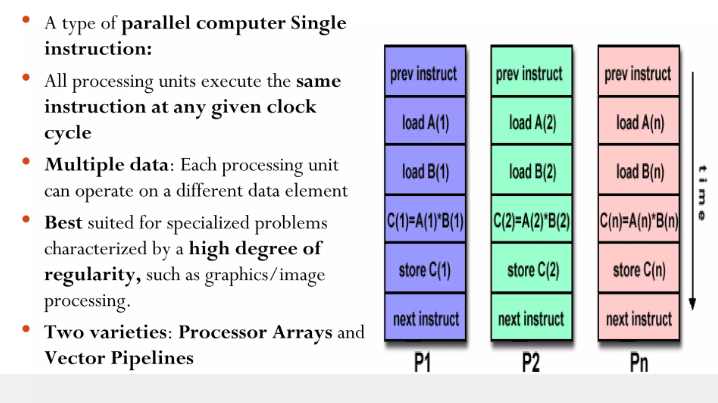 • A type of parallel computer Single
instruction:
• All processing units execute the same
instruction at any given clock
cycle
• Multiple data: Each processing unit
can operate on a different data element
• Best suited for specialized problems
characterized by a high degree of
regularity, such as graphics/image
processing.
• Two varieties: Processor Arrays and
Vector Pipelines
prev instruct
load A(1)
load B(1)
C(1)=A(1)*B(1)
store C(1)
next instruct
P1
prev instruct
load A(2)
load B(2)
C(2)=A(2)*B(2)
store C(2)
next instruct
P2
prev instruct
load A(n)
load B(n)
C(n)=A(n)*B(n)
store C(n)
next instruct
Pn
time